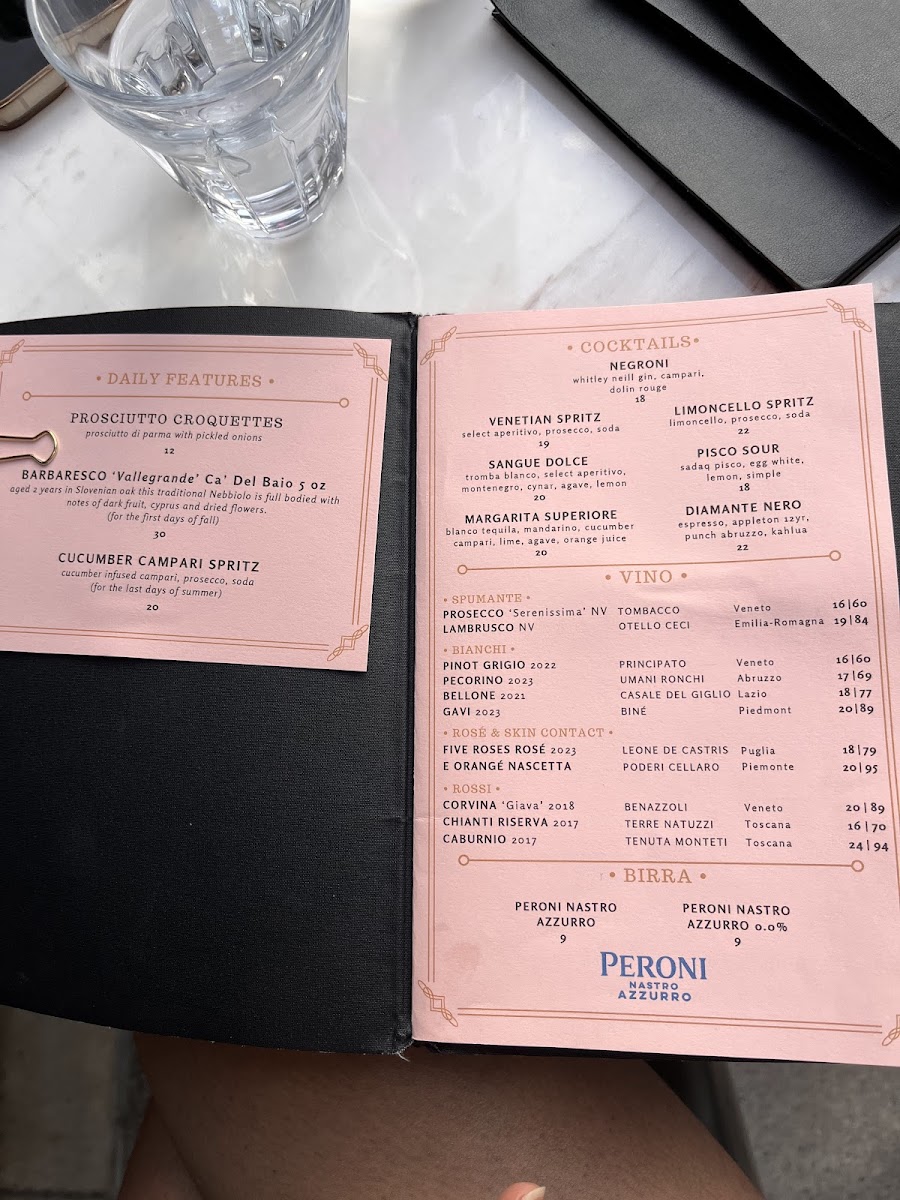 • DAILY FEATURES •
PROSCIUTTO CROQUETTES
prosciutto di parma with pickled onions
12
BARBARESCO ‘Vallegrande’ Ca' Del Baio 5 oz
aged 2 years in Slovenian oak this traditional Nebbiolo is full bodied with
notes of dark fruit, cyprus and dried flowers.
(for the first days of fall)
30
CUCUMBER CAMPARI SPRITZ
cucumber infused campari, prosecco, soda
(for the last days of summer)
20
• COCKTAILS •
NEGRONI
whitley neill gin, campari,
dolin rouge
18
VENETIAN SPRITZ
select aperitivo, prosecco, soda
19
LIMONCELLO SPRITZ
limoncello, prosecco, soda
22
SANGUE DOLCE
tromba blanco, select aperitivo,
montenegro, cynar, agave, lemon
20
PISCO SOUR
sadaq pisco, egg white,
lemon, simple
18
MARGARITA SUPERIORE
blanco tequila, mandarino, cucumber
campari, lime, agave, orange juice
20
DIAMANTE NERO
espresso, appleton 12yr,
punch abruzzo, kahlua
22
• VINO •
• SPUMANTE •
PROSECCO ‘Serenissima’ NV TOMBACCO Veneto 16|60
LAMBRUSCO NV OTELLO CECI Emilia-Romagna 19|84
• BIANCHI •
PINOT GRIGIO 2022 PRINCIPATO Veneto 16|60
PECORINO 2023 UMANI RONCHI Abruzzo 17|69
BELLONE 2021 CASALE DEL GIGLIO Lazio 18|77
GAVI 2023 BINÉ Piedmont 20|89
• ROSÉ & SKIN CONTACT •
FIVE ROSES ROSÉ 2023 LEONE DE CASTRIS Puglia 18|79
E ORANGÉ NASCETTA PODERI CELLARO Piemonte 20|95
• ROSSI •
CORVINA ‘Giava’ 2018 BENAZZOLI Veneto 20|89
CHIANTI RISERVA 2017 TERRE NATUZZI Toscana 16|70
CABURNIO 2017 TENUTA MONTETI Toscana 24|94
• BIRRA •
PERONI NASTRO
AZZURRO
9
PERONI NASTRO
AZZURRO 0.0%
9
PERONI
NASTRO
AZZURRO